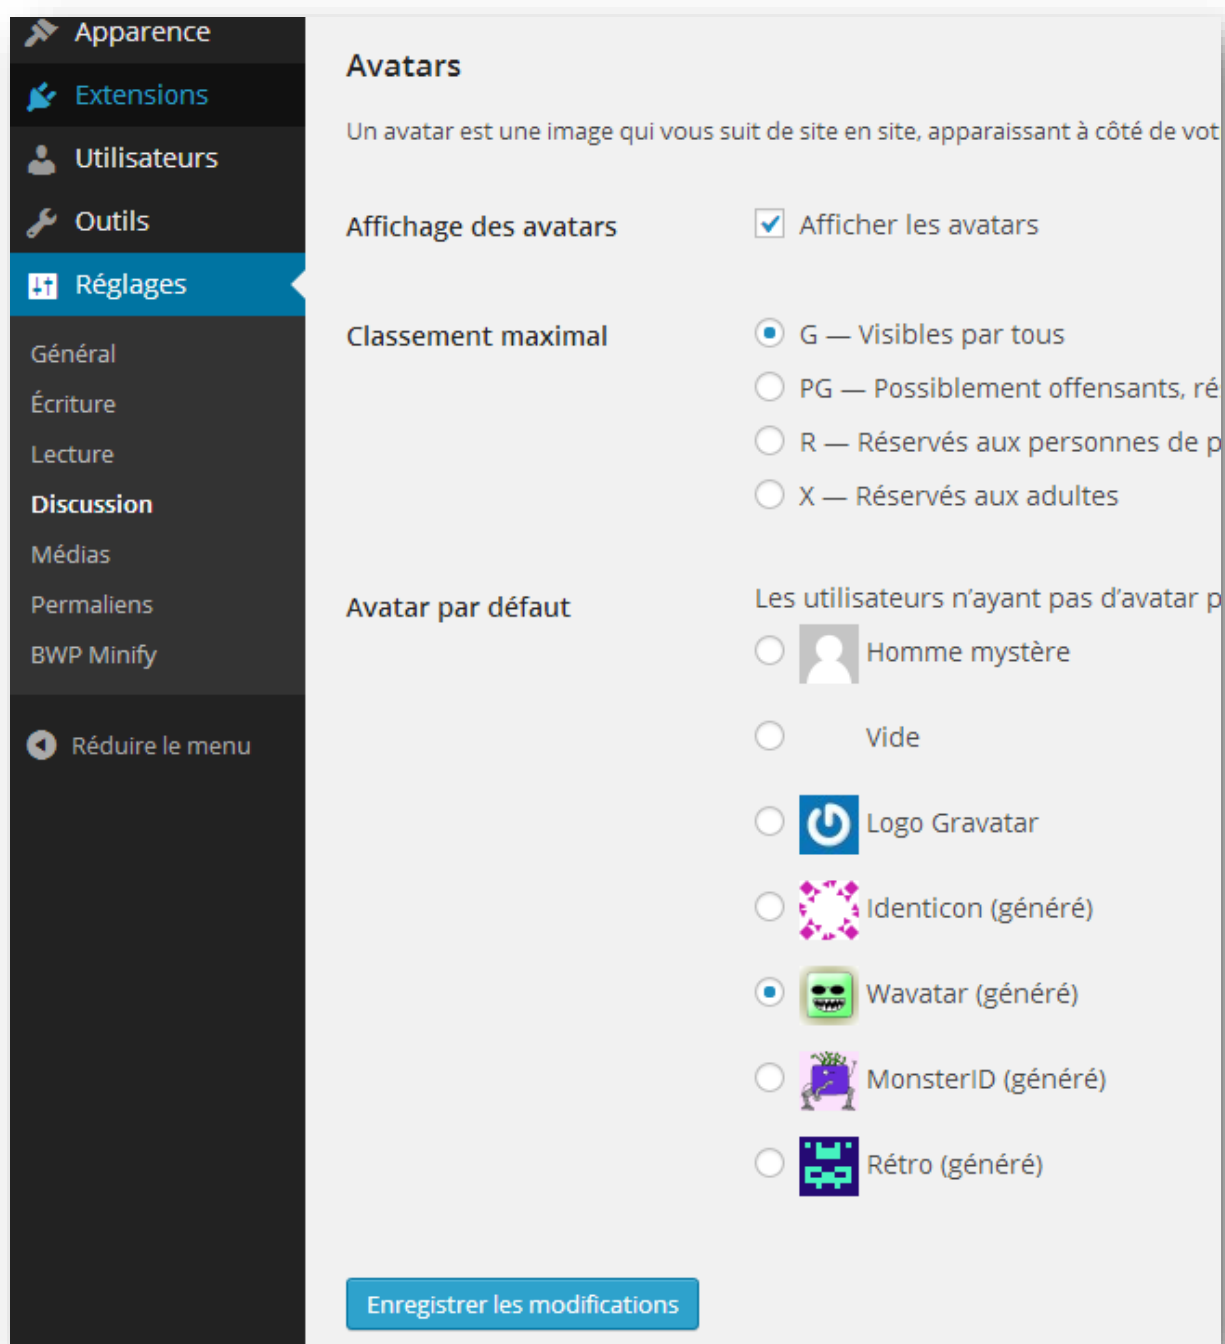 Apparence
Extensions
Utilisateurs
Outils
Réglages
Général
Écriture
Lecture
Discussion
Médias
Permaliens
BWP Minify
Réduire le menu
Avatars
Un avatar est une image qui vous suit de site en site, apparaissant à côté de
Affichage des avatars
Afficher les avatars
Classement maximal
G — Visibles par tous
PG — Possiblement offensants,
R — Réservés aux personnes de
X — Réservés aux adultes
Avatar par défaut
Les utilisateurs n’ayant pas d’avatar
Homme mystère
Vide
Logo Gravatar
Identicon (généré)
Wavatar (généré)
MonsterID (généré)
Rétro (généré)
Enregistrer les modifications